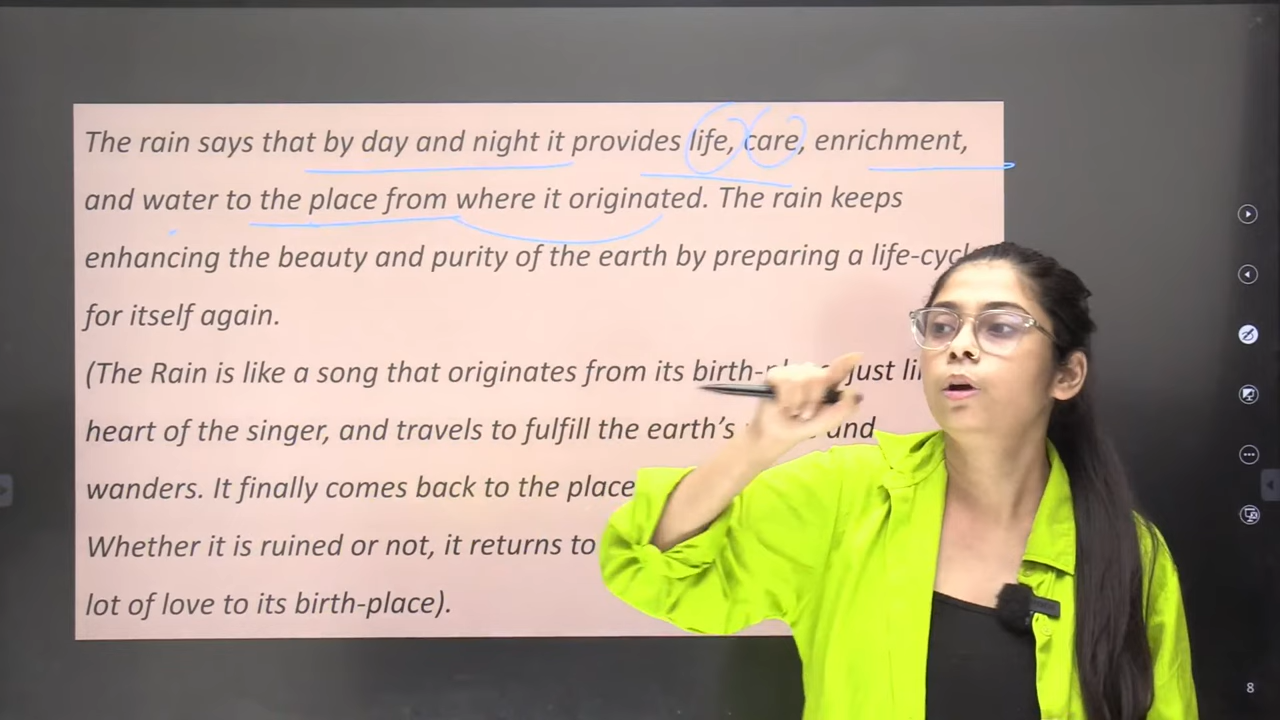 The rain says that by day and night it provides life, care, enrichment,
and water to the place from where it originated. The rain keeps
enhancing the beauty and purity of the earth by preparing a life-cycle
for itself again.
(The Rain is like a song that originates from its birth-place, just
heart of the singer, and travels to fulfill the earth's and
wanders. It finally comes back to the place
Whether it is ruined or not, it returns to
lot of love to its birth-place).
8